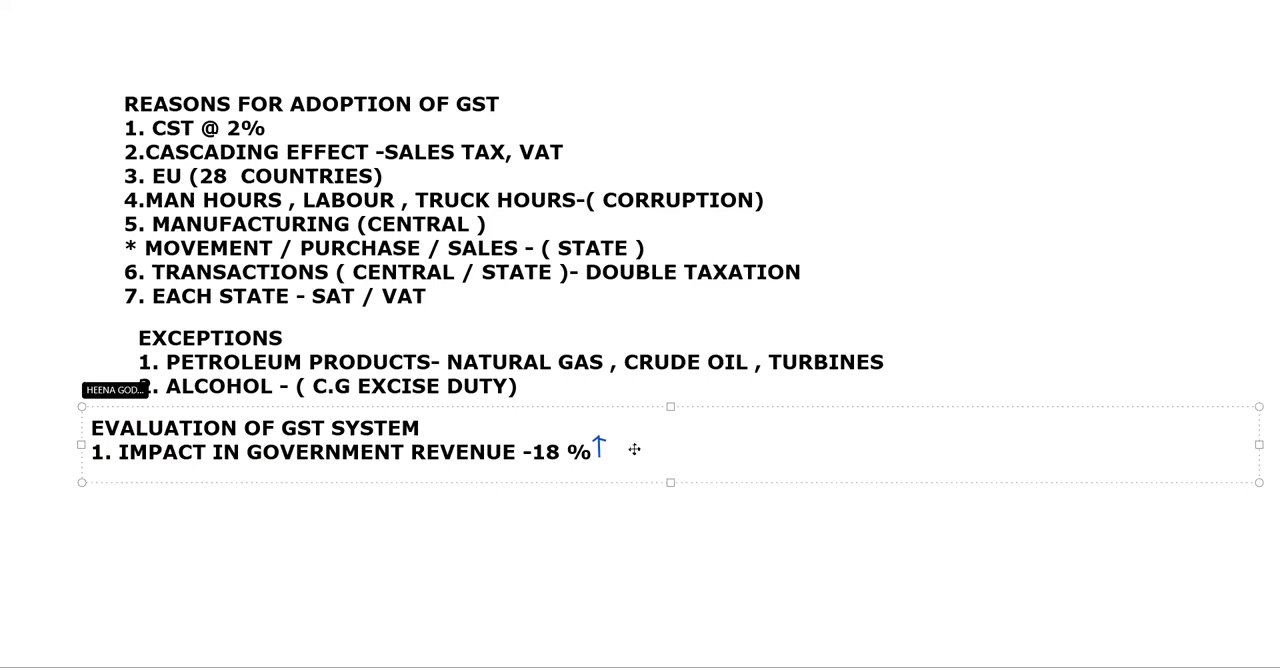 REASONS FOR ADOPTION OF GST
1. CST @ 2%
2.CASCADING EFFECT -SALES TAX, VAT
3. EU (28  COUNTRIES)
4.MAN HOURS , LABOUR , TRUCK HOURS-( CORRUPTION)
5. MANUFACTURING (CENTRAL )
* MOVEMENT / PURCHASE / SALES - ( STATE )
6. TRANSACTIONS ( CENTRAL / STATE )- DOUBLE TAXATION
7. EACH STATE - SAT / VAT
EXCEPTIONS
1. PETROLEUM PRODUCTS- NATURAL GAS , CRUDE OIL , TURBINES
2. ALCOHOL - ( C.G EXCISE DUTY)
HEENA GOD...
EVALUATION OF GST SYSTEM
1. IMPACT IN GOVERNMENT REVENUE -18 %↑